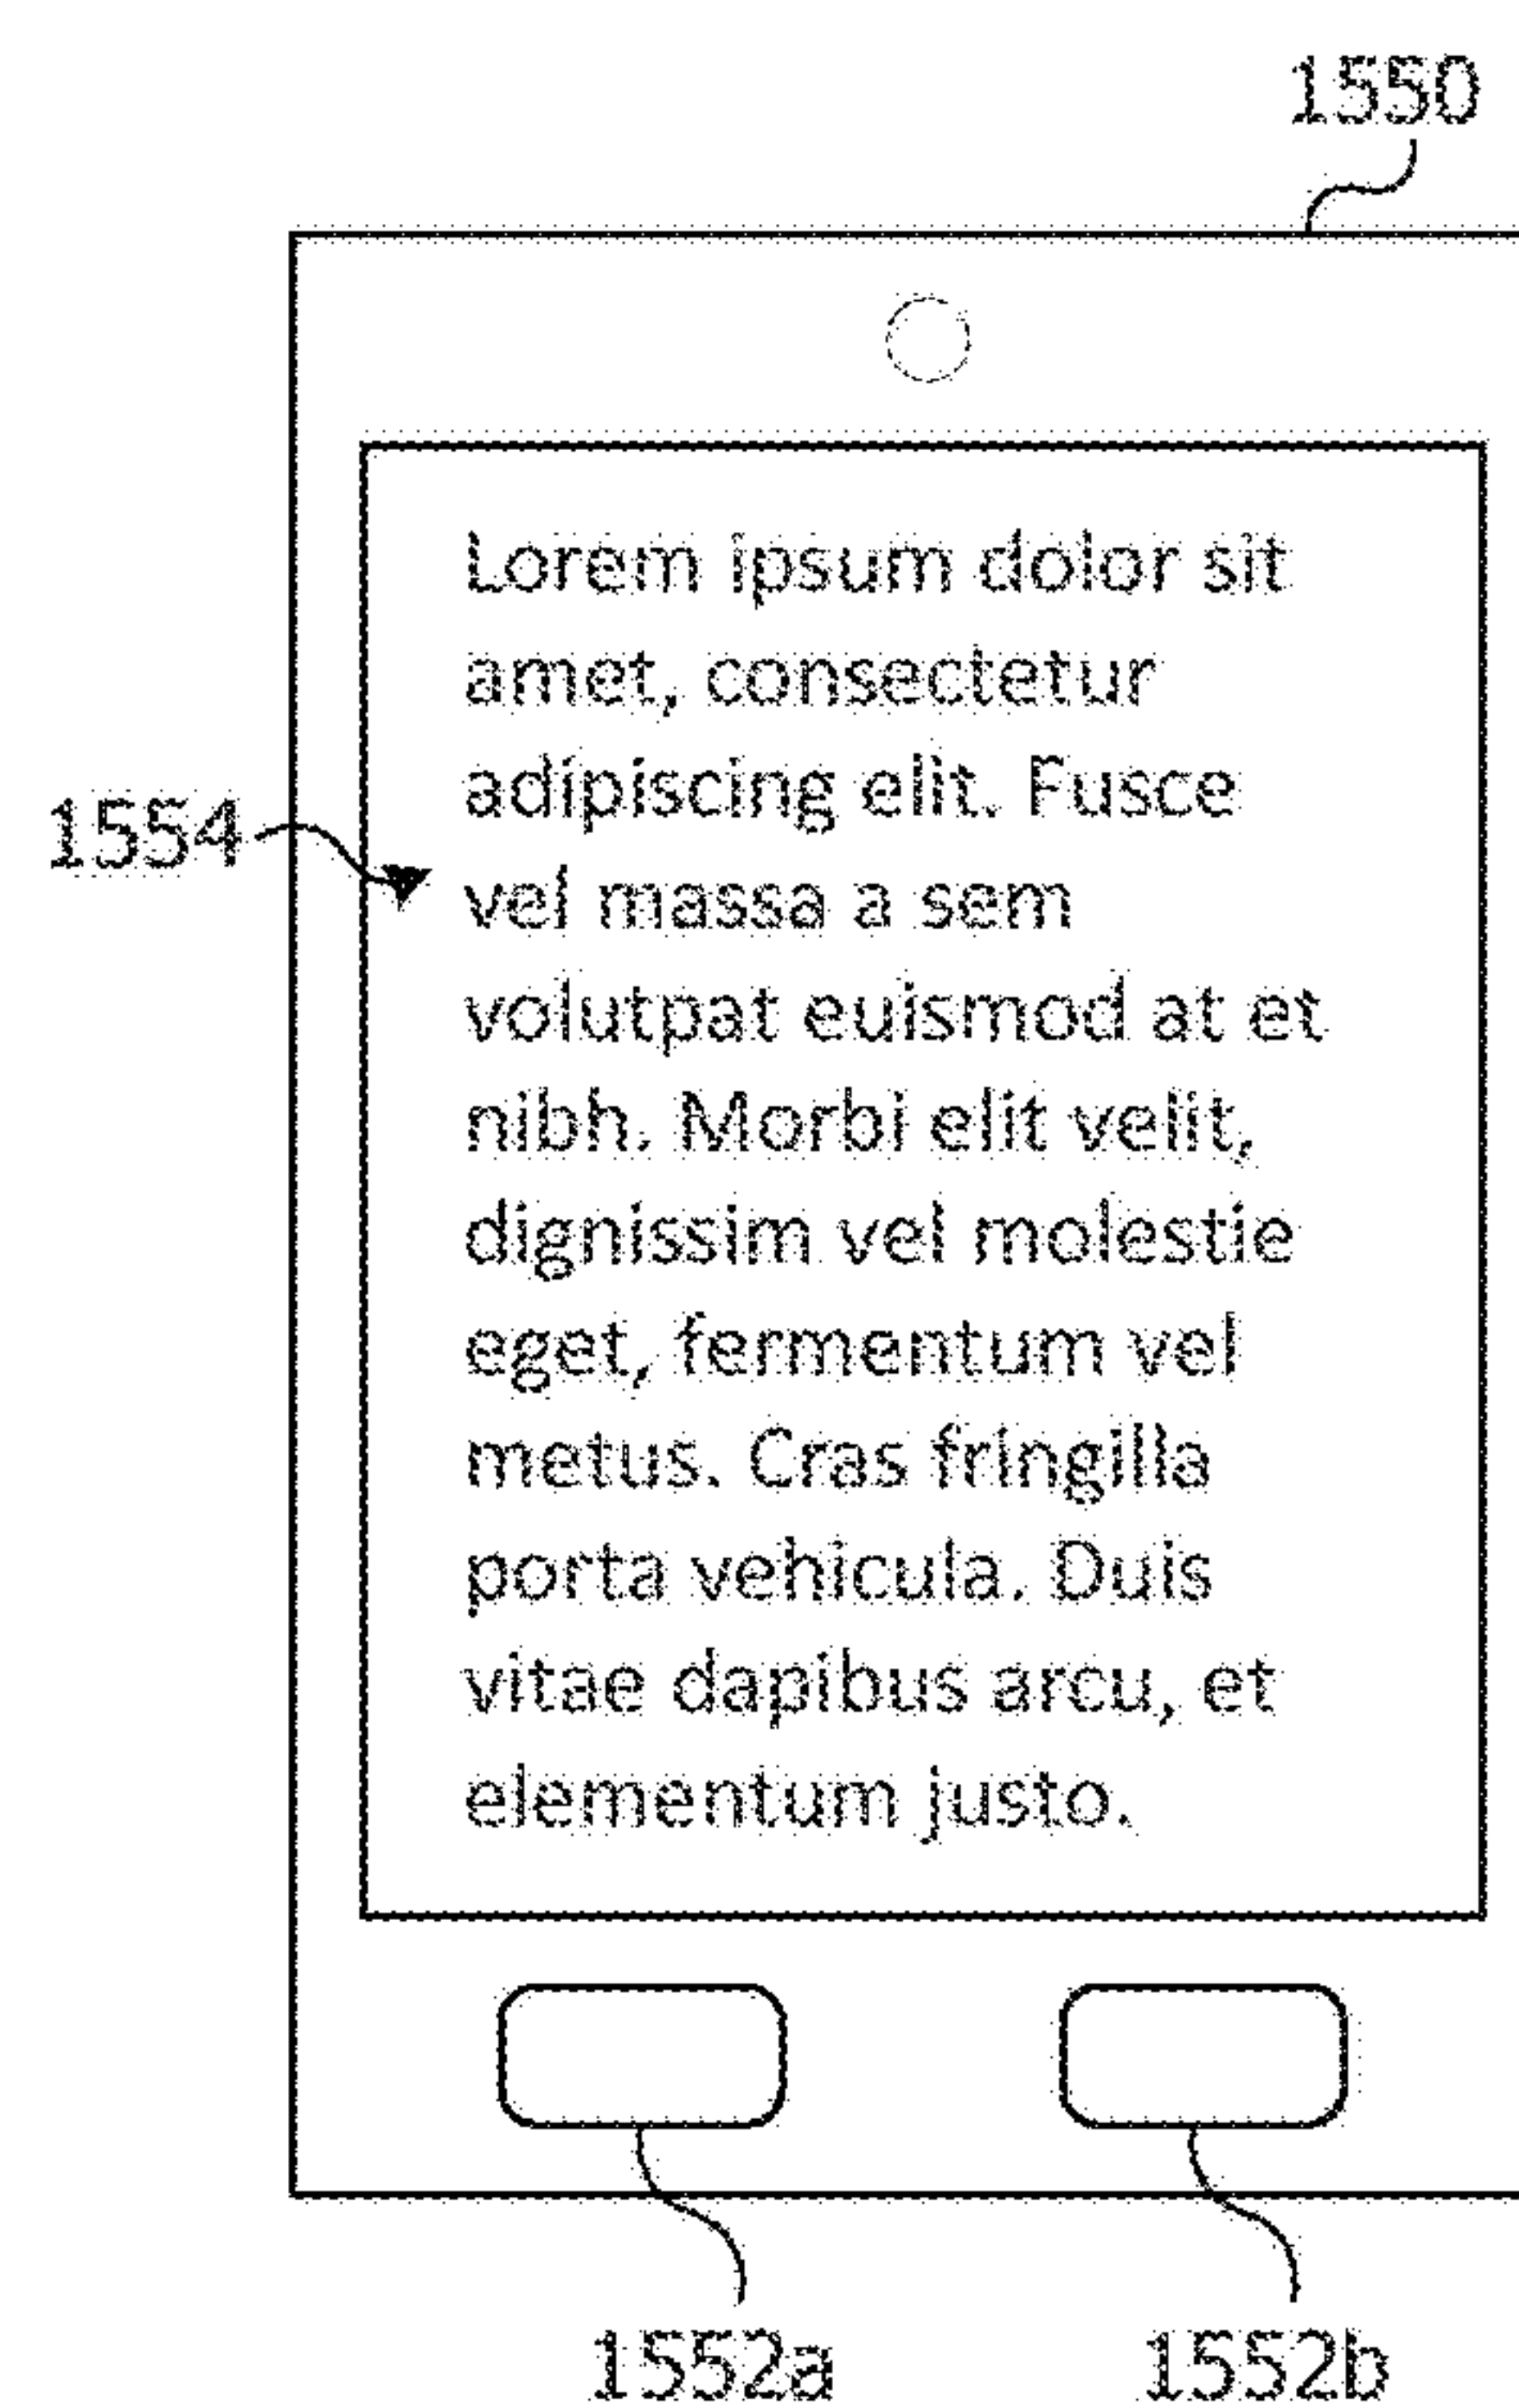 1550
Lorem ipsum dolor sit
amet, consectetur
adipiscing elit. Fusce
1554
vel massa a sem
volutpat euismod at et
nibh. Morbi elit velit,
dignissim vel molestie
eget, fermentum vel
metus. Cras fringilla
porta vehicula. Duis
vitae dapibus arcu, et
elementum justo.
1552a
1552b